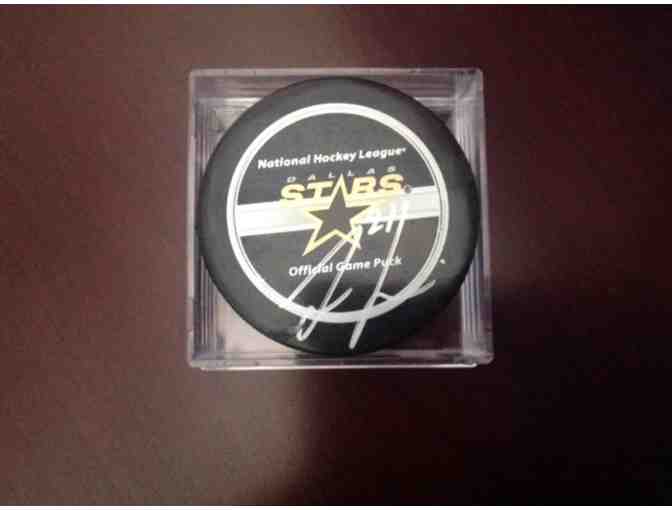 National Hockey League®
DALLAS
STARS
Official Game Puck